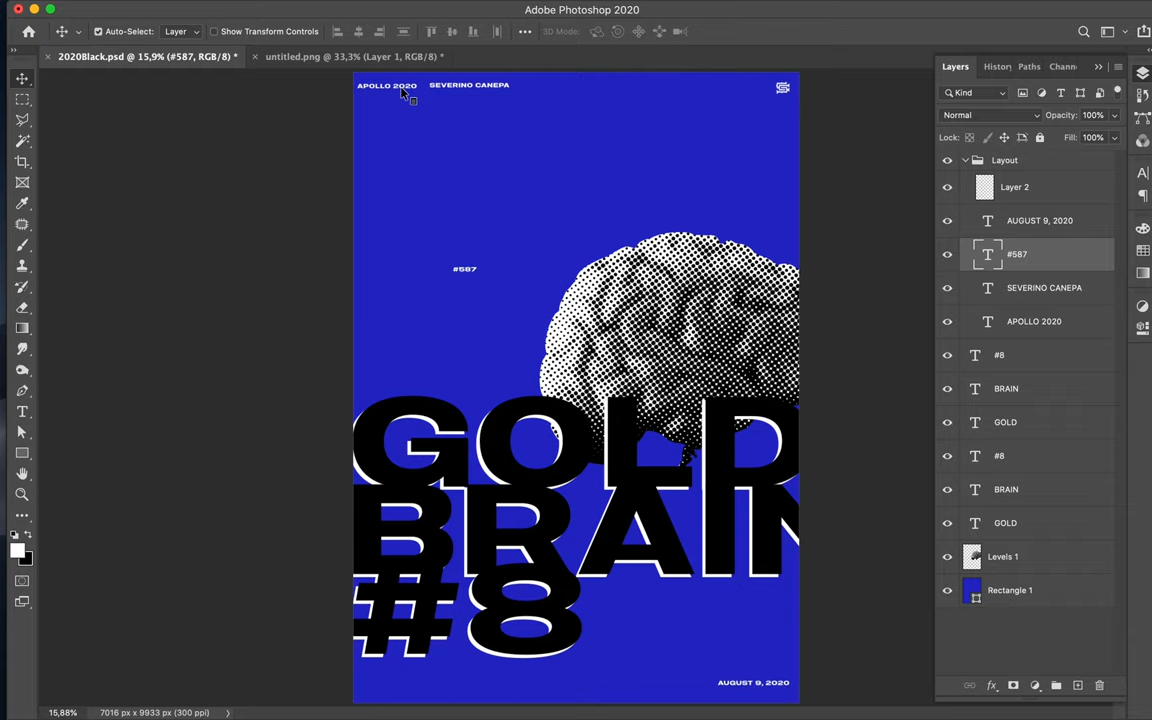 Adobe Photoshop 2020
Auto-Select: Layer Show Transform Controls 3D Mode:
2020Black.psd @ 15,9% (#587, RGB/8) * untitled.png @ 33,3% (Layer 1, RGB/8) *
APOLLO 2020 SEVERINO CANEPA
#587
GOLD
BRAIN
#8
AUGUST 9, 2020
Layers History Paths Chann
Kind
Normal Opacity: 100%
Lock: Fill: 100%
Layout
Layer 2
AUGUST 9, 2020
#587
SEVERINO CANEPA
APOLLO 2020
#8
BRAIN
GOLD
#8
BRAIN
GOLD
Levels 1
Rectangle 1
15,88% 7016 px x 9933 px (300 ppi)